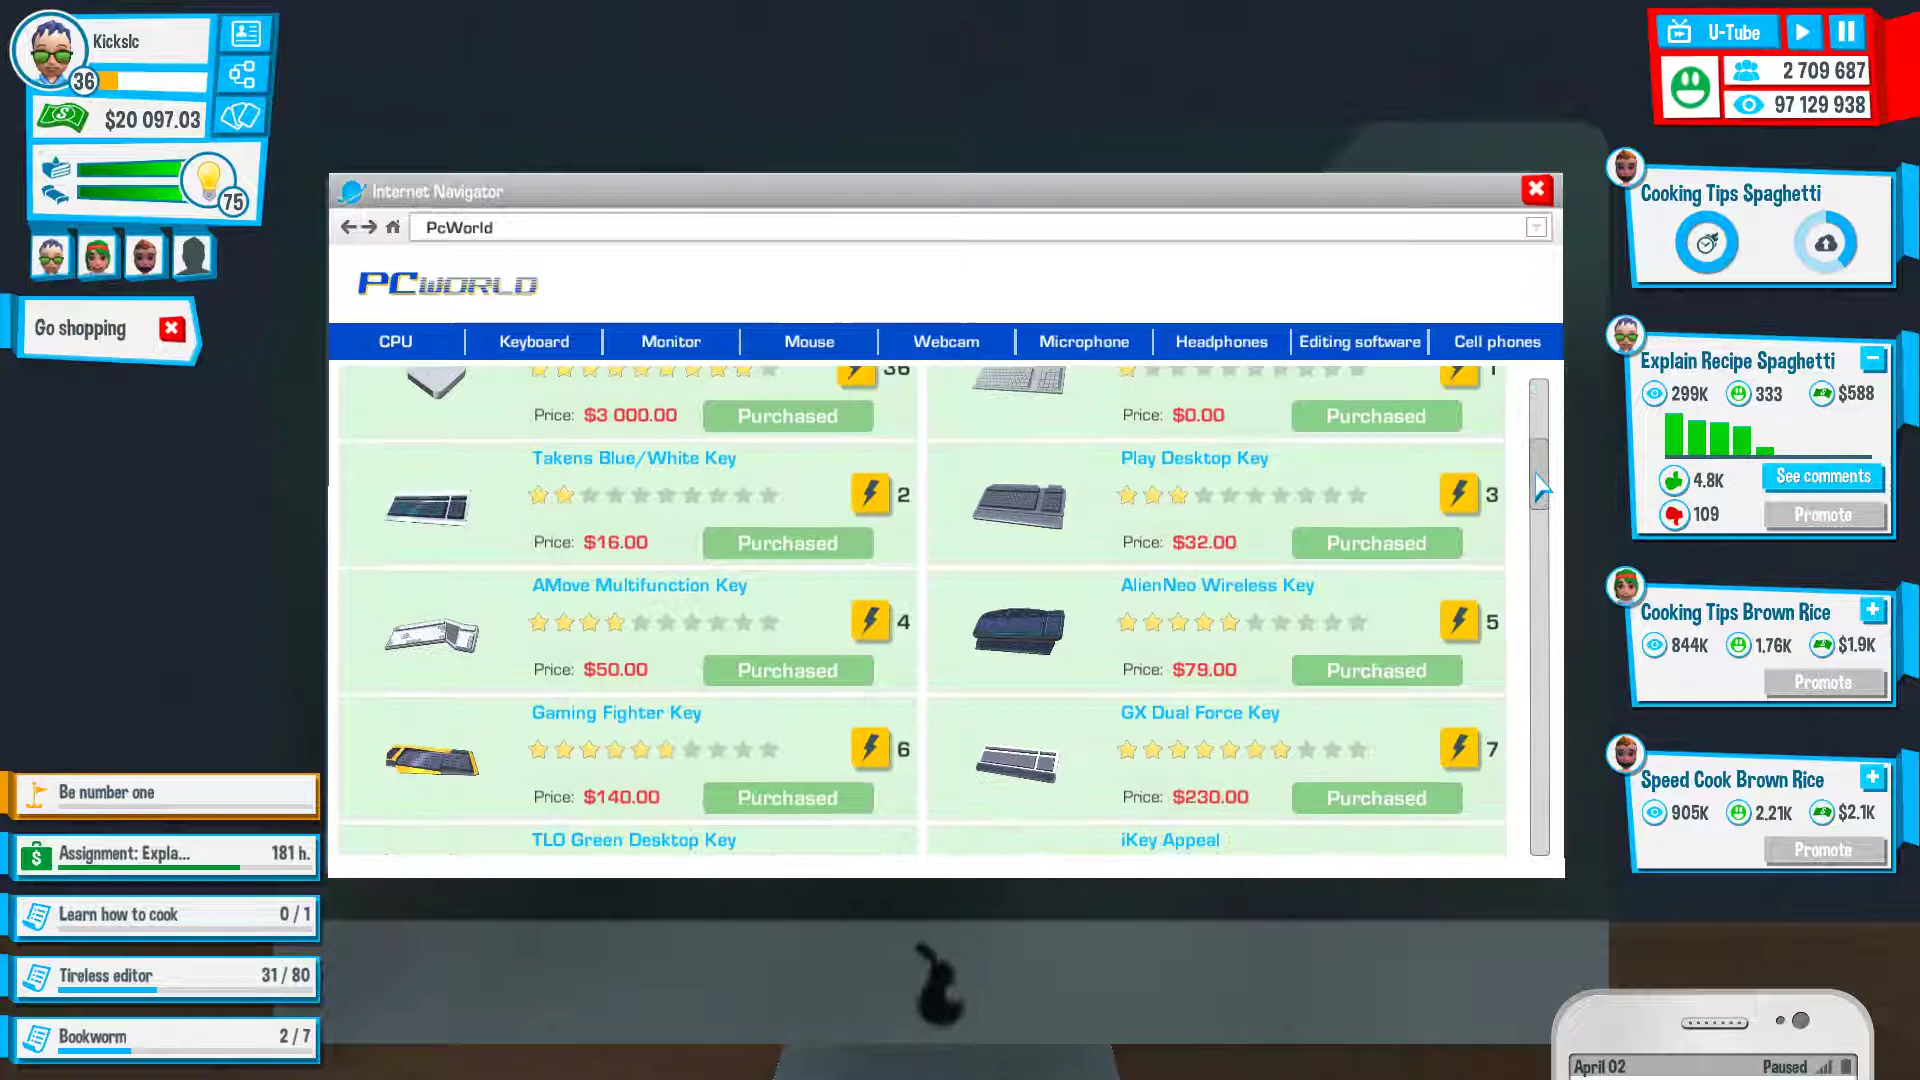 Kickslc
36
$20 097.03
75
Go shopping
Be number one
Assignment: Expla... 181 h.
Learn how to cook 0 / 1
Tireless editor 31 / 80
Bookworm 2 / 7
Internet Navigator
PcWorld
PCWORLD
CPU Keyboard Monitor Mouse Webcam Microphone Headphones Editing software Cell phones
36
Price: $3 000.00 Purchased
1
Price: $0.00 Purchased
Takens Blue/White Key
2
Price: $16.00 Purchased
Play Desktop Key
3
Price: $32.00 Purchased
AMove Multifunction Key
4
Price: $50.00 Purchased
AlienNeo Wireless Key
5
Price: $79.00 Purchased
Gaming Fighter Key
6
Price: $140.00 Purchased
GX Dual Force Key
7
Price: $230.00 Purchased
TLO Green Desktop Key
iKey Appeal
U-Tube
2 709 687
97 129 938
Cooking Tips Spaghetti
Explain Recipe Spaghetti
299K 333 $588
4.8K See comments
109 Promote
Cooking Tips Brown Rice
844K 1.76K $1.9K
Promote
Speed Cook Brown Rice
905K 2.21K $2.1K
Promote
April 02 Paused